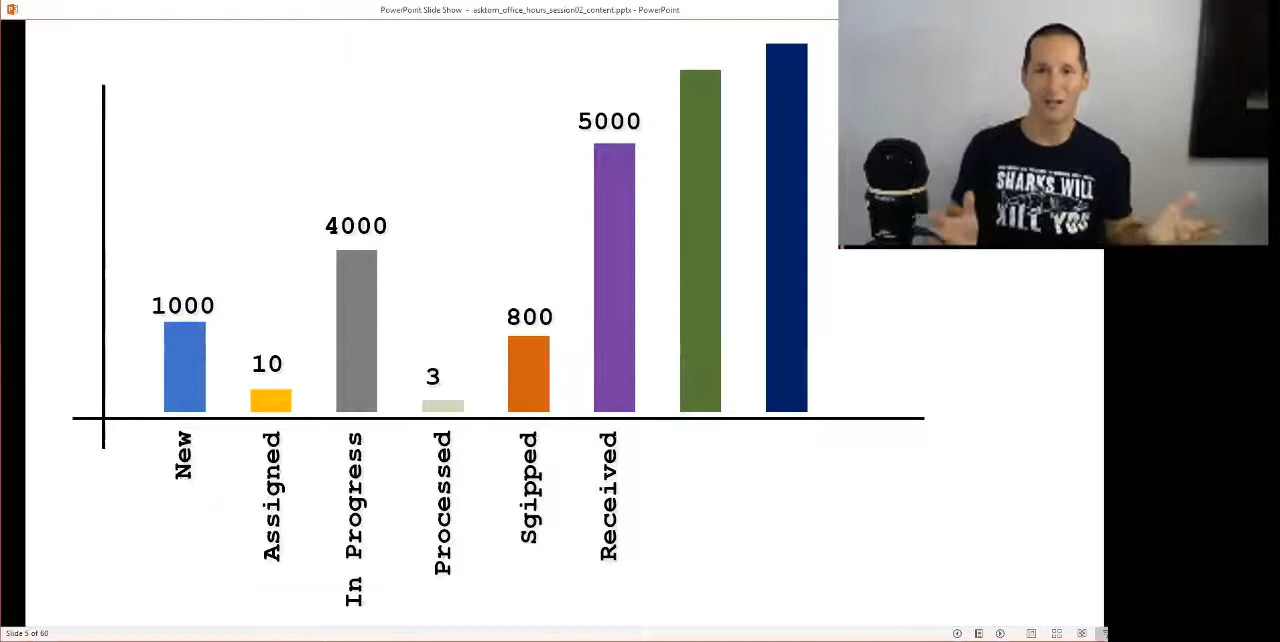 PowerPoint Slide Show - asktom_office_hours_session02_content.pptx - PowerPoint
5000
4000
1000
800
10
3
New
Assigned
In Progress
Processed
Sgipped
Received
SHARKS WILL
KILL YOU
Slide 5 of 60